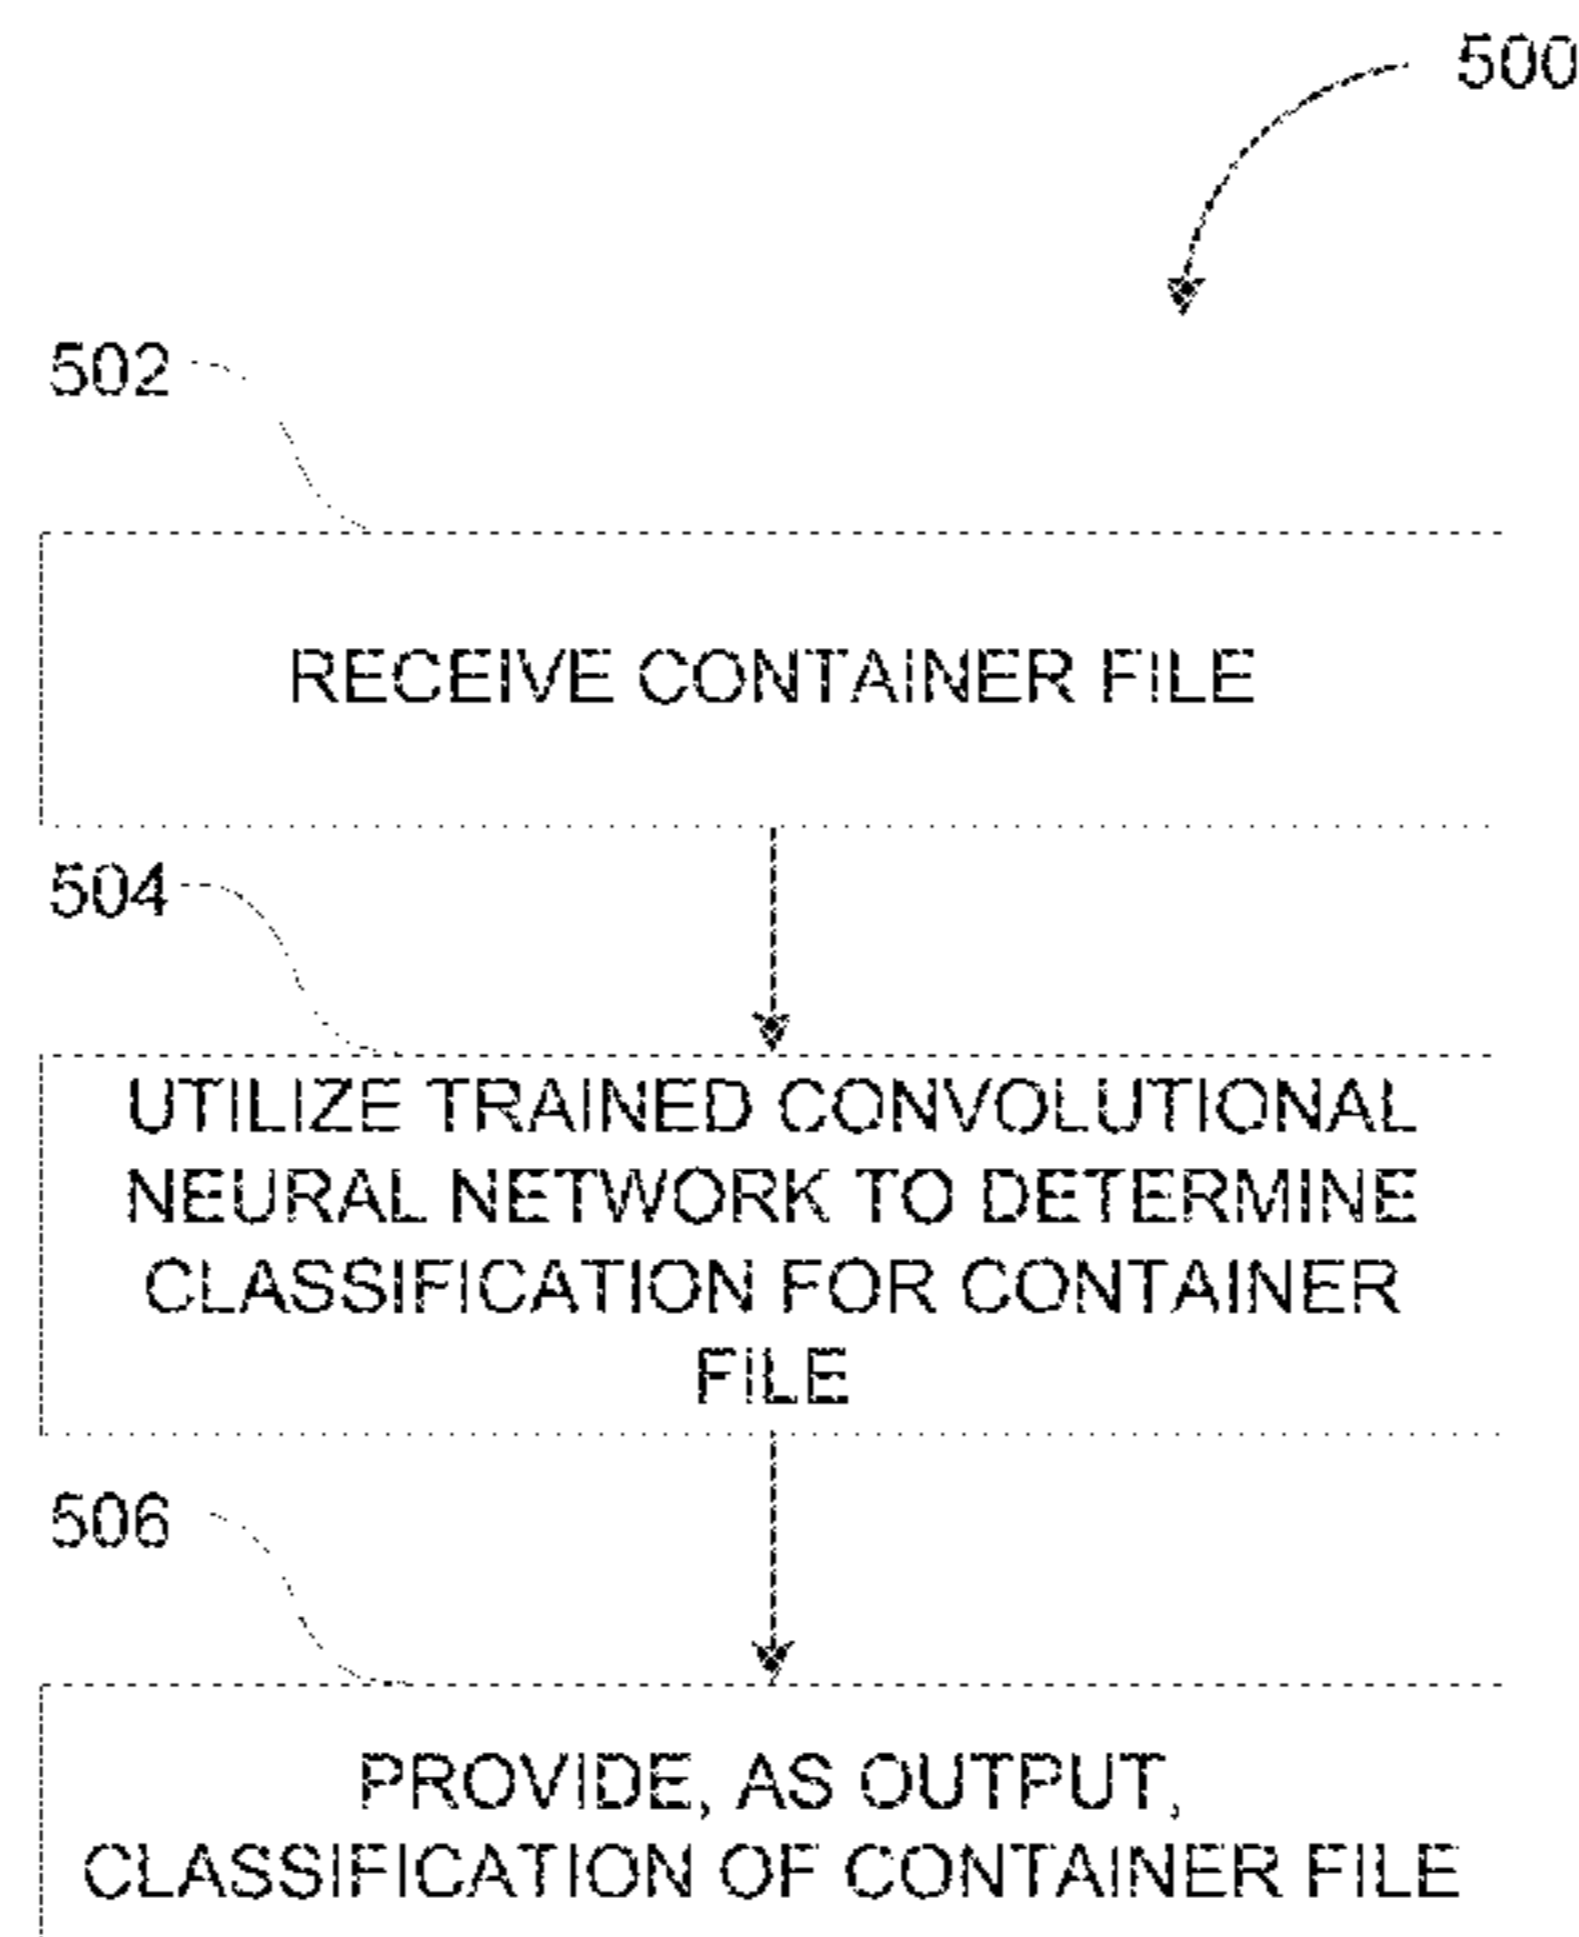 500
502
RECEIVE CONTAINER FILE
504
UTILIZE TRAINED CONVOLUTIONAL
NEURAL NETWORK TO DETERMINE
CLASSIFICATION FOR CONTAINER
FILE
506
PROVIDE, AS OUTPUT,
CLASSIFICATION OF CONTAINER FILE